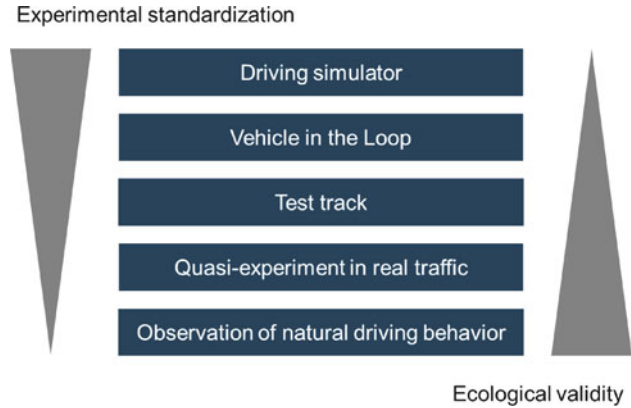 Experimental standardization
Driving simulator
Vehicle in the Loop
Test track
Quasi-experiment in real traffic
Observation of natural driving behavior
Ecological validity